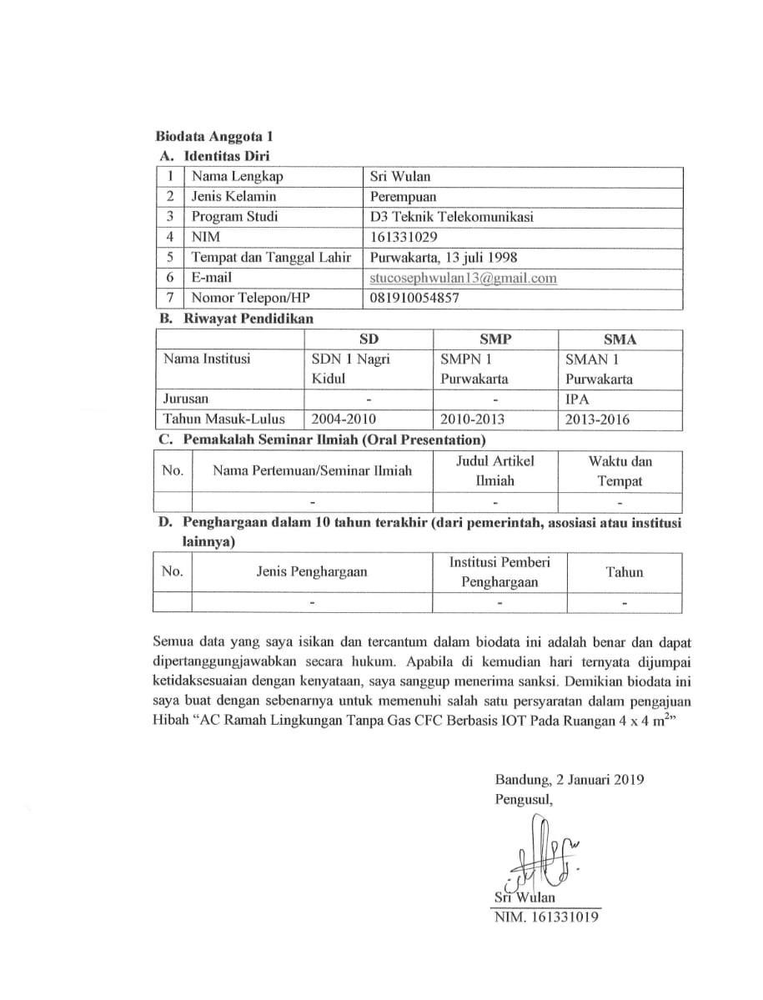 Biodata Anggota 1
A. Identitas Diri
1 Nama Lengkap Sri Wulan
2 Jenis Kelamin Perempuan
3 Program Studi D3 Teknik Telekomunikasi
4 NIM 161331029
5 Tempat dan Tanggal Lahir Purwakarta, 13 juli 1998
6 E-mail stucosephwulan13@gmail.com
7 Nomor Telepon/HP 081910054857
B. Riwayat Pendidikan
SD SMP SMA
Nama Institusi SDN 1 Nagri SMPN 1 SMAN 1
Kidul Purwakarta Purwakarta
Jurusan - - IPA
Tahun Masuk-Lulus 2004-2010 2010-2013 2013-2016
C. Pemakalah Seminar Ilmiah (Oral Presentation)
No. Nama Pertemuan/Seminar Ilmiah Judul Artikel Waktu dan
Ilmiah Tempat
- - -
D. Penghargaan dalam 10 tahun terakhir (dari pemerintah, asosiasi atau institusi
lainnya)
No. Jenis Penghargaan Institusi Pemberi Tahun
Penghargaan
- - -
Semua data yang saya isikan dan tercantum dalam biodata ini adalah benar dan dapat
dipertanggungjawabkan secara hukum. Apabila di kemudian hari ternyata dijumpai
ketidaksesuaian dengan kenyataan, saya sanggup menerima sanksi. Demikian biodata ini
saya buat dengan sebenarnya untuk memenuhi salah satu persyaratan dalam pengajuan
Hibah “AC Ramah Lingkungan Tanpa Gas CFC Berbasis IOT Pada Ruangan 4 x 4 m²”
Bandung, 2 Januari 2019
Pengusul,
Sri Wulan
NIM. 161331019